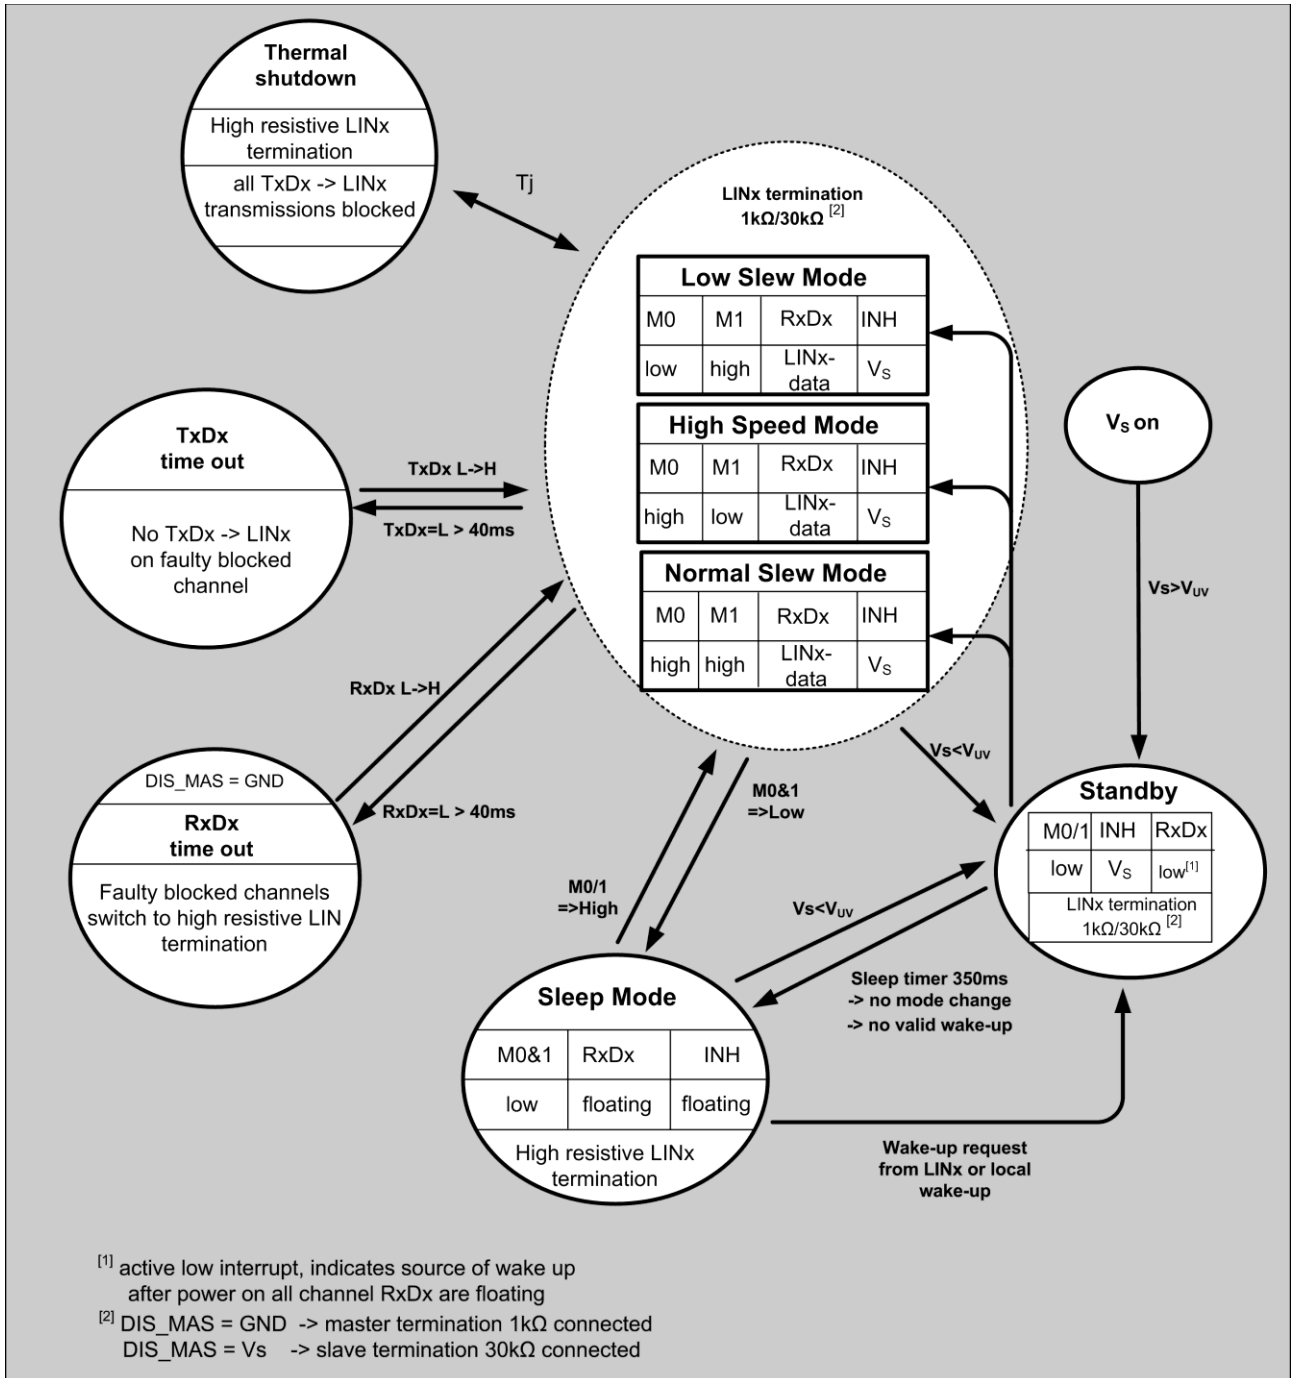 Thermal
shutdown
High resistive LINx
termination
all TxDx -> LINx
transmissions blocked
Tj
LINx termination
1kΩ/30kΩ [2]
Low Slew Mode
M0 M1 RxDx INH
low high LINx-data VS
High Speed Mode
M0 M1 RxDx INH
high low LINx-data VS
Normal Slew Mode
M0 M1 RxDx INH
high high LINx-data VS
VS on
Vs>VUV
TxDx
time out
No TxDx -> LINx
on faulty blocked
channel
TxDx L->H
TxDx=L > 40ms
RxDx L->H
RxDx=L > 40ms
DIS_MAS = GND
RxDx
time out
Faulty blocked channels
switch to high resistive LIN
termination
Vs<VUV
M0&1
=>Low
M0/1
=>High
Standby
M0/1 INH RxDx
low VS low[1]
LINx termination
1kΩ/30kΩ [2]
Vs<VUV
Sleep timer 350ms
-> no mode change
-> no valid wake-up
Sleep Mode
M0&1 RxDx INH
low floating floating
High resistive LINx
termination
Wake-up request
from LINx or local
wake-up
[1] active low interrupt, indicates source of wake up
after power on all channel RxDx are floating
[2] DIS_MAS = GND -> master termination 1kΩ connected
DIS_MAS = Vs -> slave termination 30kΩ connected